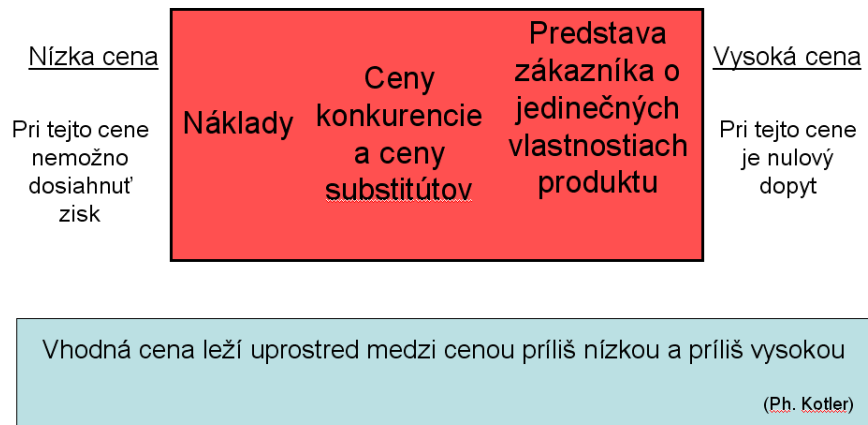 Nízka cena
Pri tejto cene
nemožno
dosiahnuť
zisk
Náklady
Ceny
konkurencie
a ceny
substitútov
Predstava
zákazníka o
jedinečných
vlastnostiach
produktu
Vysoká cena
Pri tejto cene
je nulový
dopyt
Vhodná cena leží uprostred medzi cenou príliš nízkou a príliš vysokou
(Ph. Kotler)